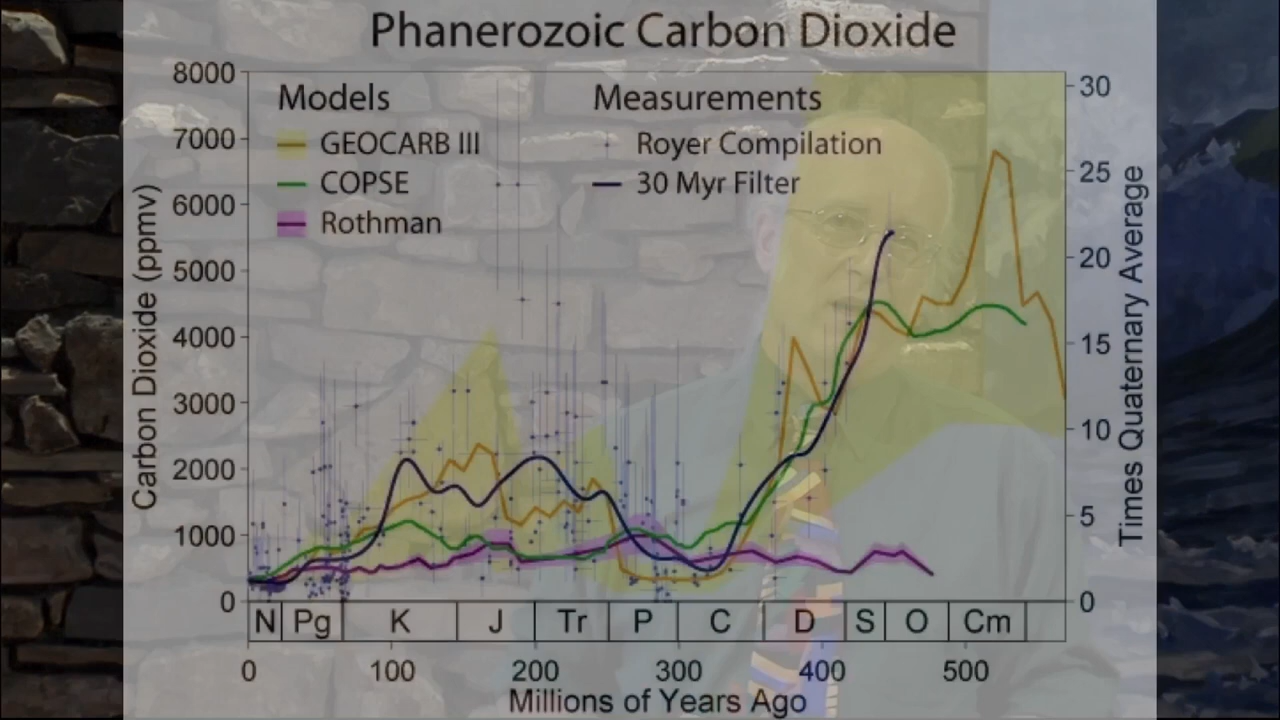 Phanerozoic Carbon Dioxide
Models
GEOCARB III
COPSE
Rothman
Measurements
Royer Compilation
30 Myr Filter
Carbon Dioxide (ppmv)
8000
7000
6000
5000
4000
3000
2000
1000
0
30
25
20
15
10
5
0
Times Quaternary Average
N Pg K J Tr P C D S O Cm
0 100 200 300 400 500
Millions of Years Ago